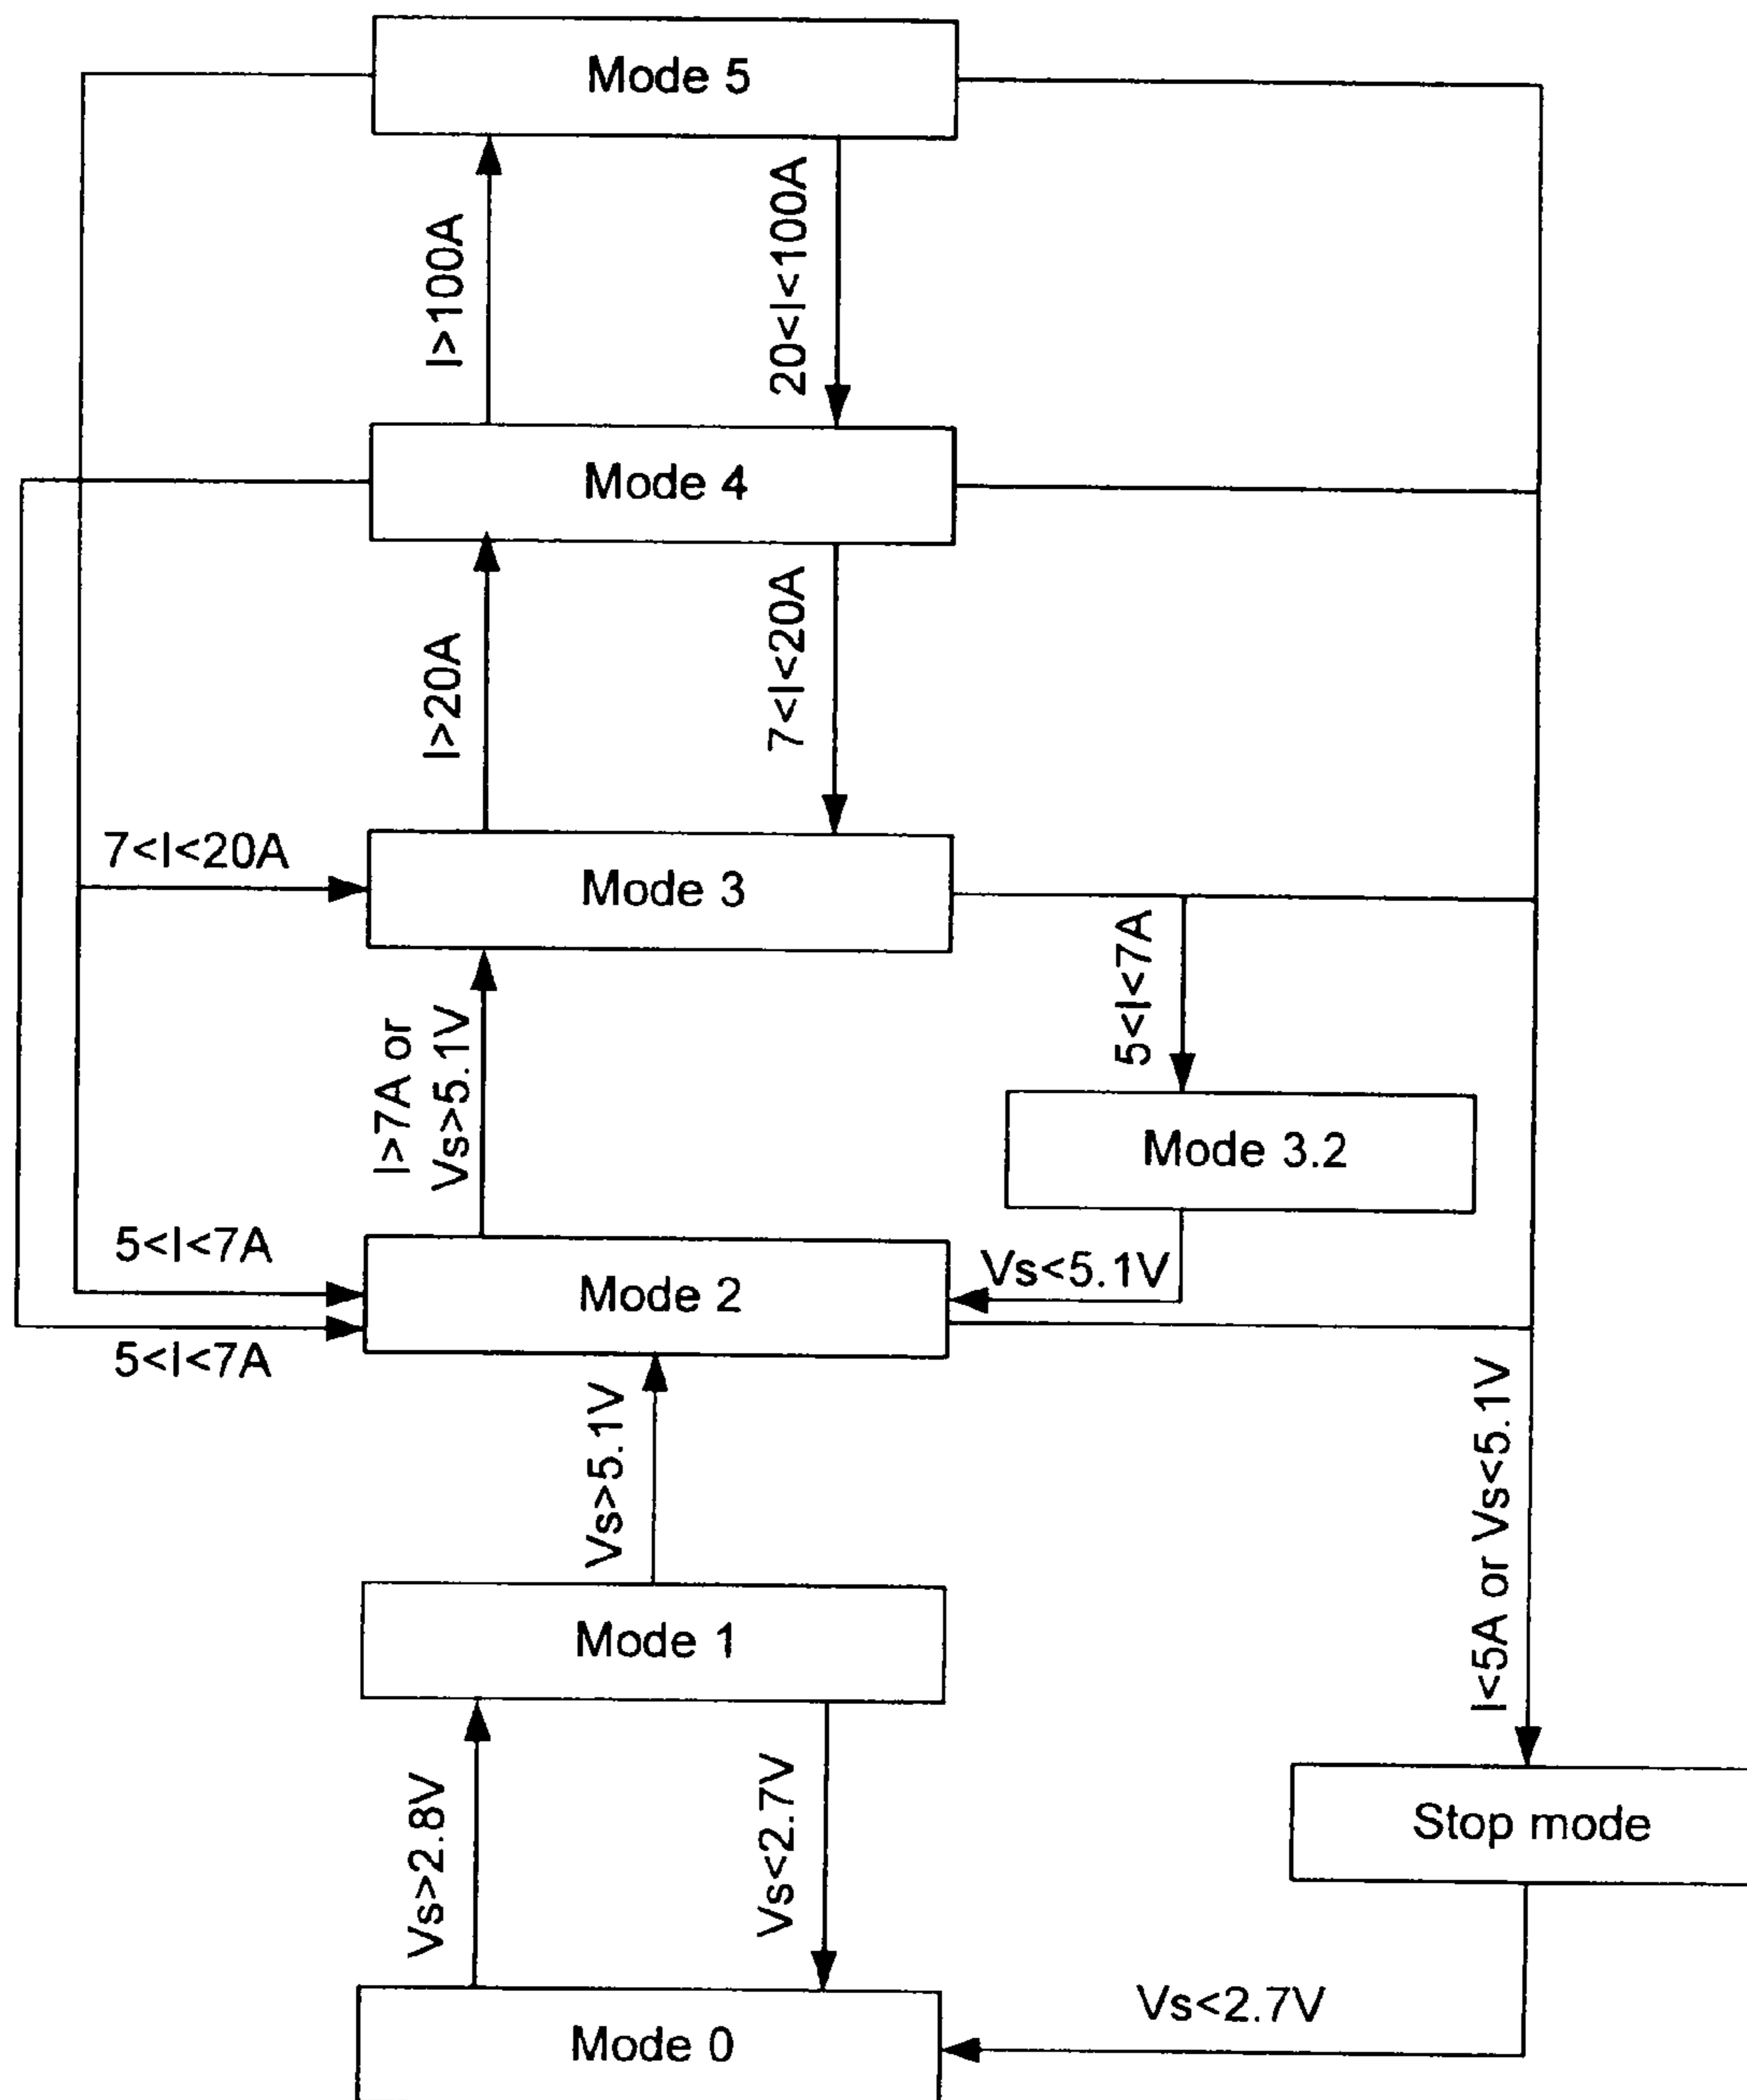 Mode 5
I>100A
20<I<100A
Mode 4
I>20A
7<I<20A
7<I<20A
Mode 3
I>7A or
Vs>5.1V
5<I<7A
Mode 3.2
5<I<7A
Mode 2
Vs<5.1V
5<I<7A
Vs>5.1V
I<5A or Vs<5.1V
Mode 1
Vs>2.8V
Vs<2.7V
Stop mode
Vs<2.7V
Mode 0